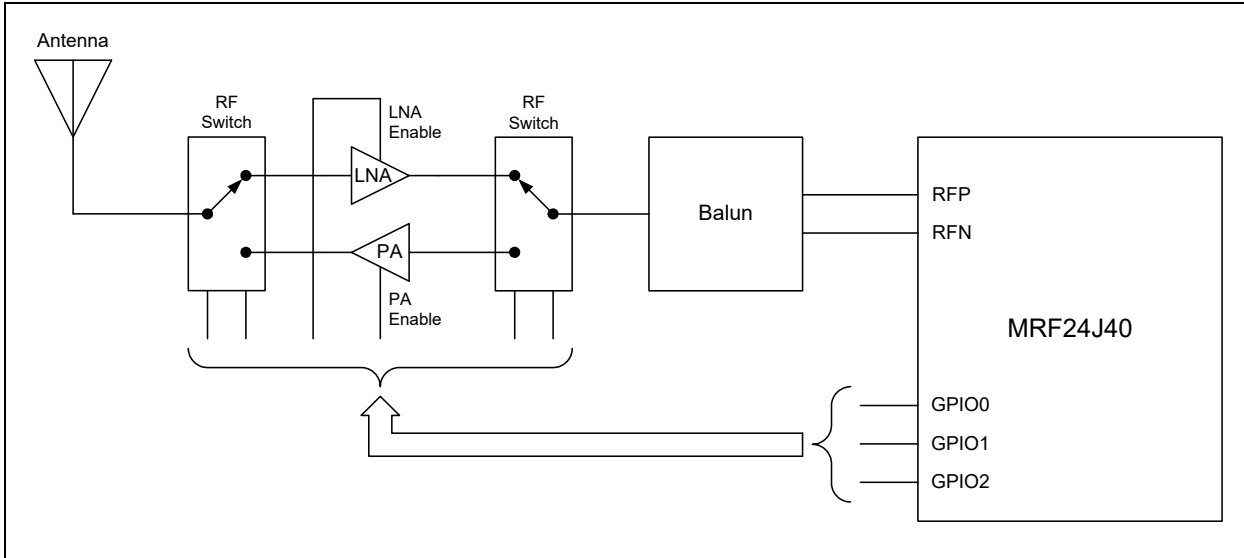 Antenna
RF
Switch
LNA
Enable
RF
Switch
LNA
PA
PA
Enable
Balun
RFP
RFN
MRF24J40
GPIO0
GPIO1
GPIO2